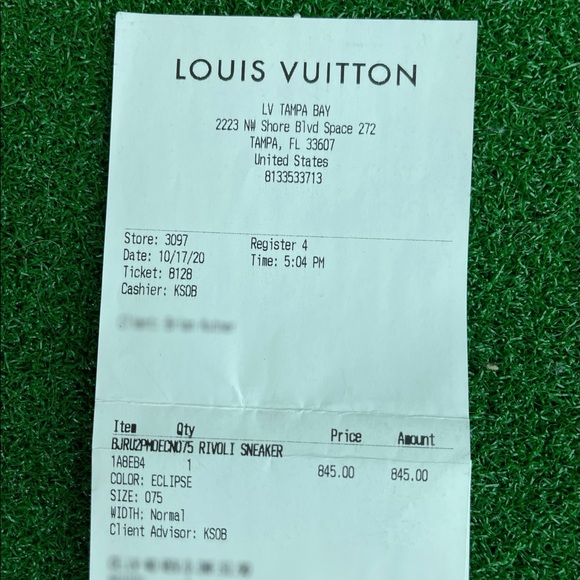 LOUIS VUITTON
LV TAMPA BAY
2223 NW Shore Blvd Space 272
TAMPA, FL 33607
United States
8133533713
Store: 3097 Register 4
Date: 10/17/20 Time: 5:04 PM
Ticket: 8128
Cashier: KSOB
Item Qty Price Amount
BJRU2PMOECNO75 RIVOLI SNEAKER
1A8EB4 1 845.00 845.00
COLOR: ECLIPSE
SIZE: 075
WIDTH: Normal
Client Advisor: KSOB